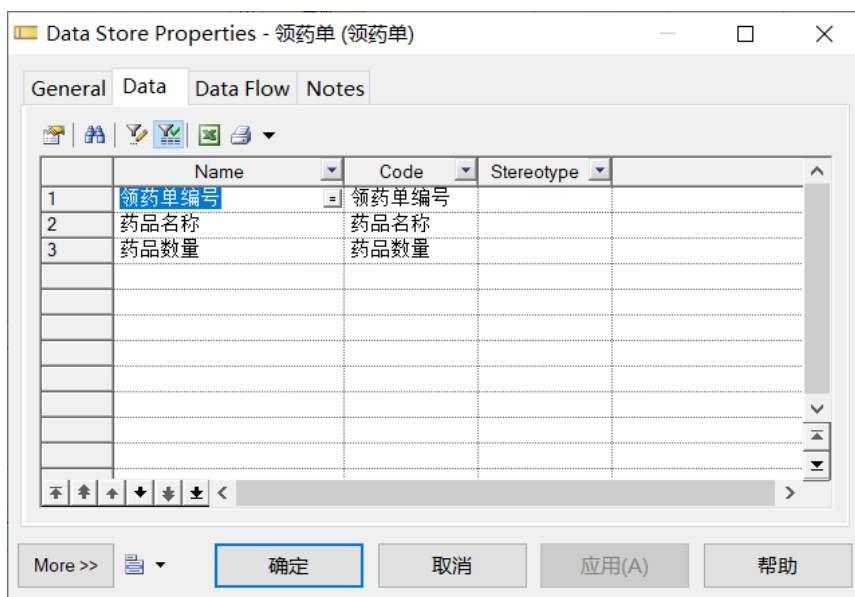 Data Store Properties - 领药单 (领药单)
General Data Data Flow Notes
Name Code Stereotype
1 领药单编号 = 领药单编号
2 药品名称 药品名称
3 药品数量 药品数量
More >> 确定 取消 应用(A) 帮助